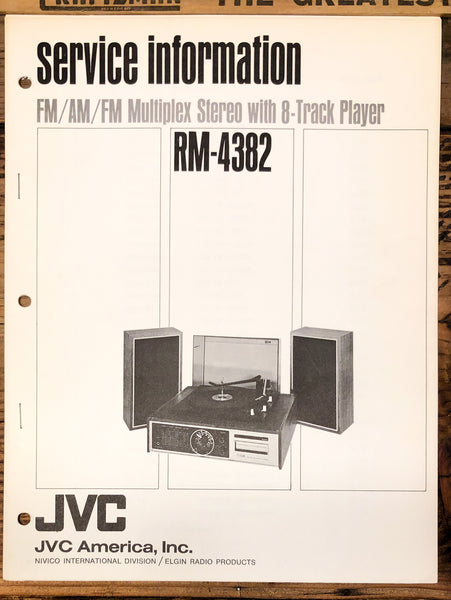 THE GREATEST
service information
FM/AM/FM Multiplex Stereo with 8-Track Player
RM-4382
JVC
JVC America, Inc.
NIVICO INTERNATIONAL DIVISION / ELGIN RADIO PRODUCTS